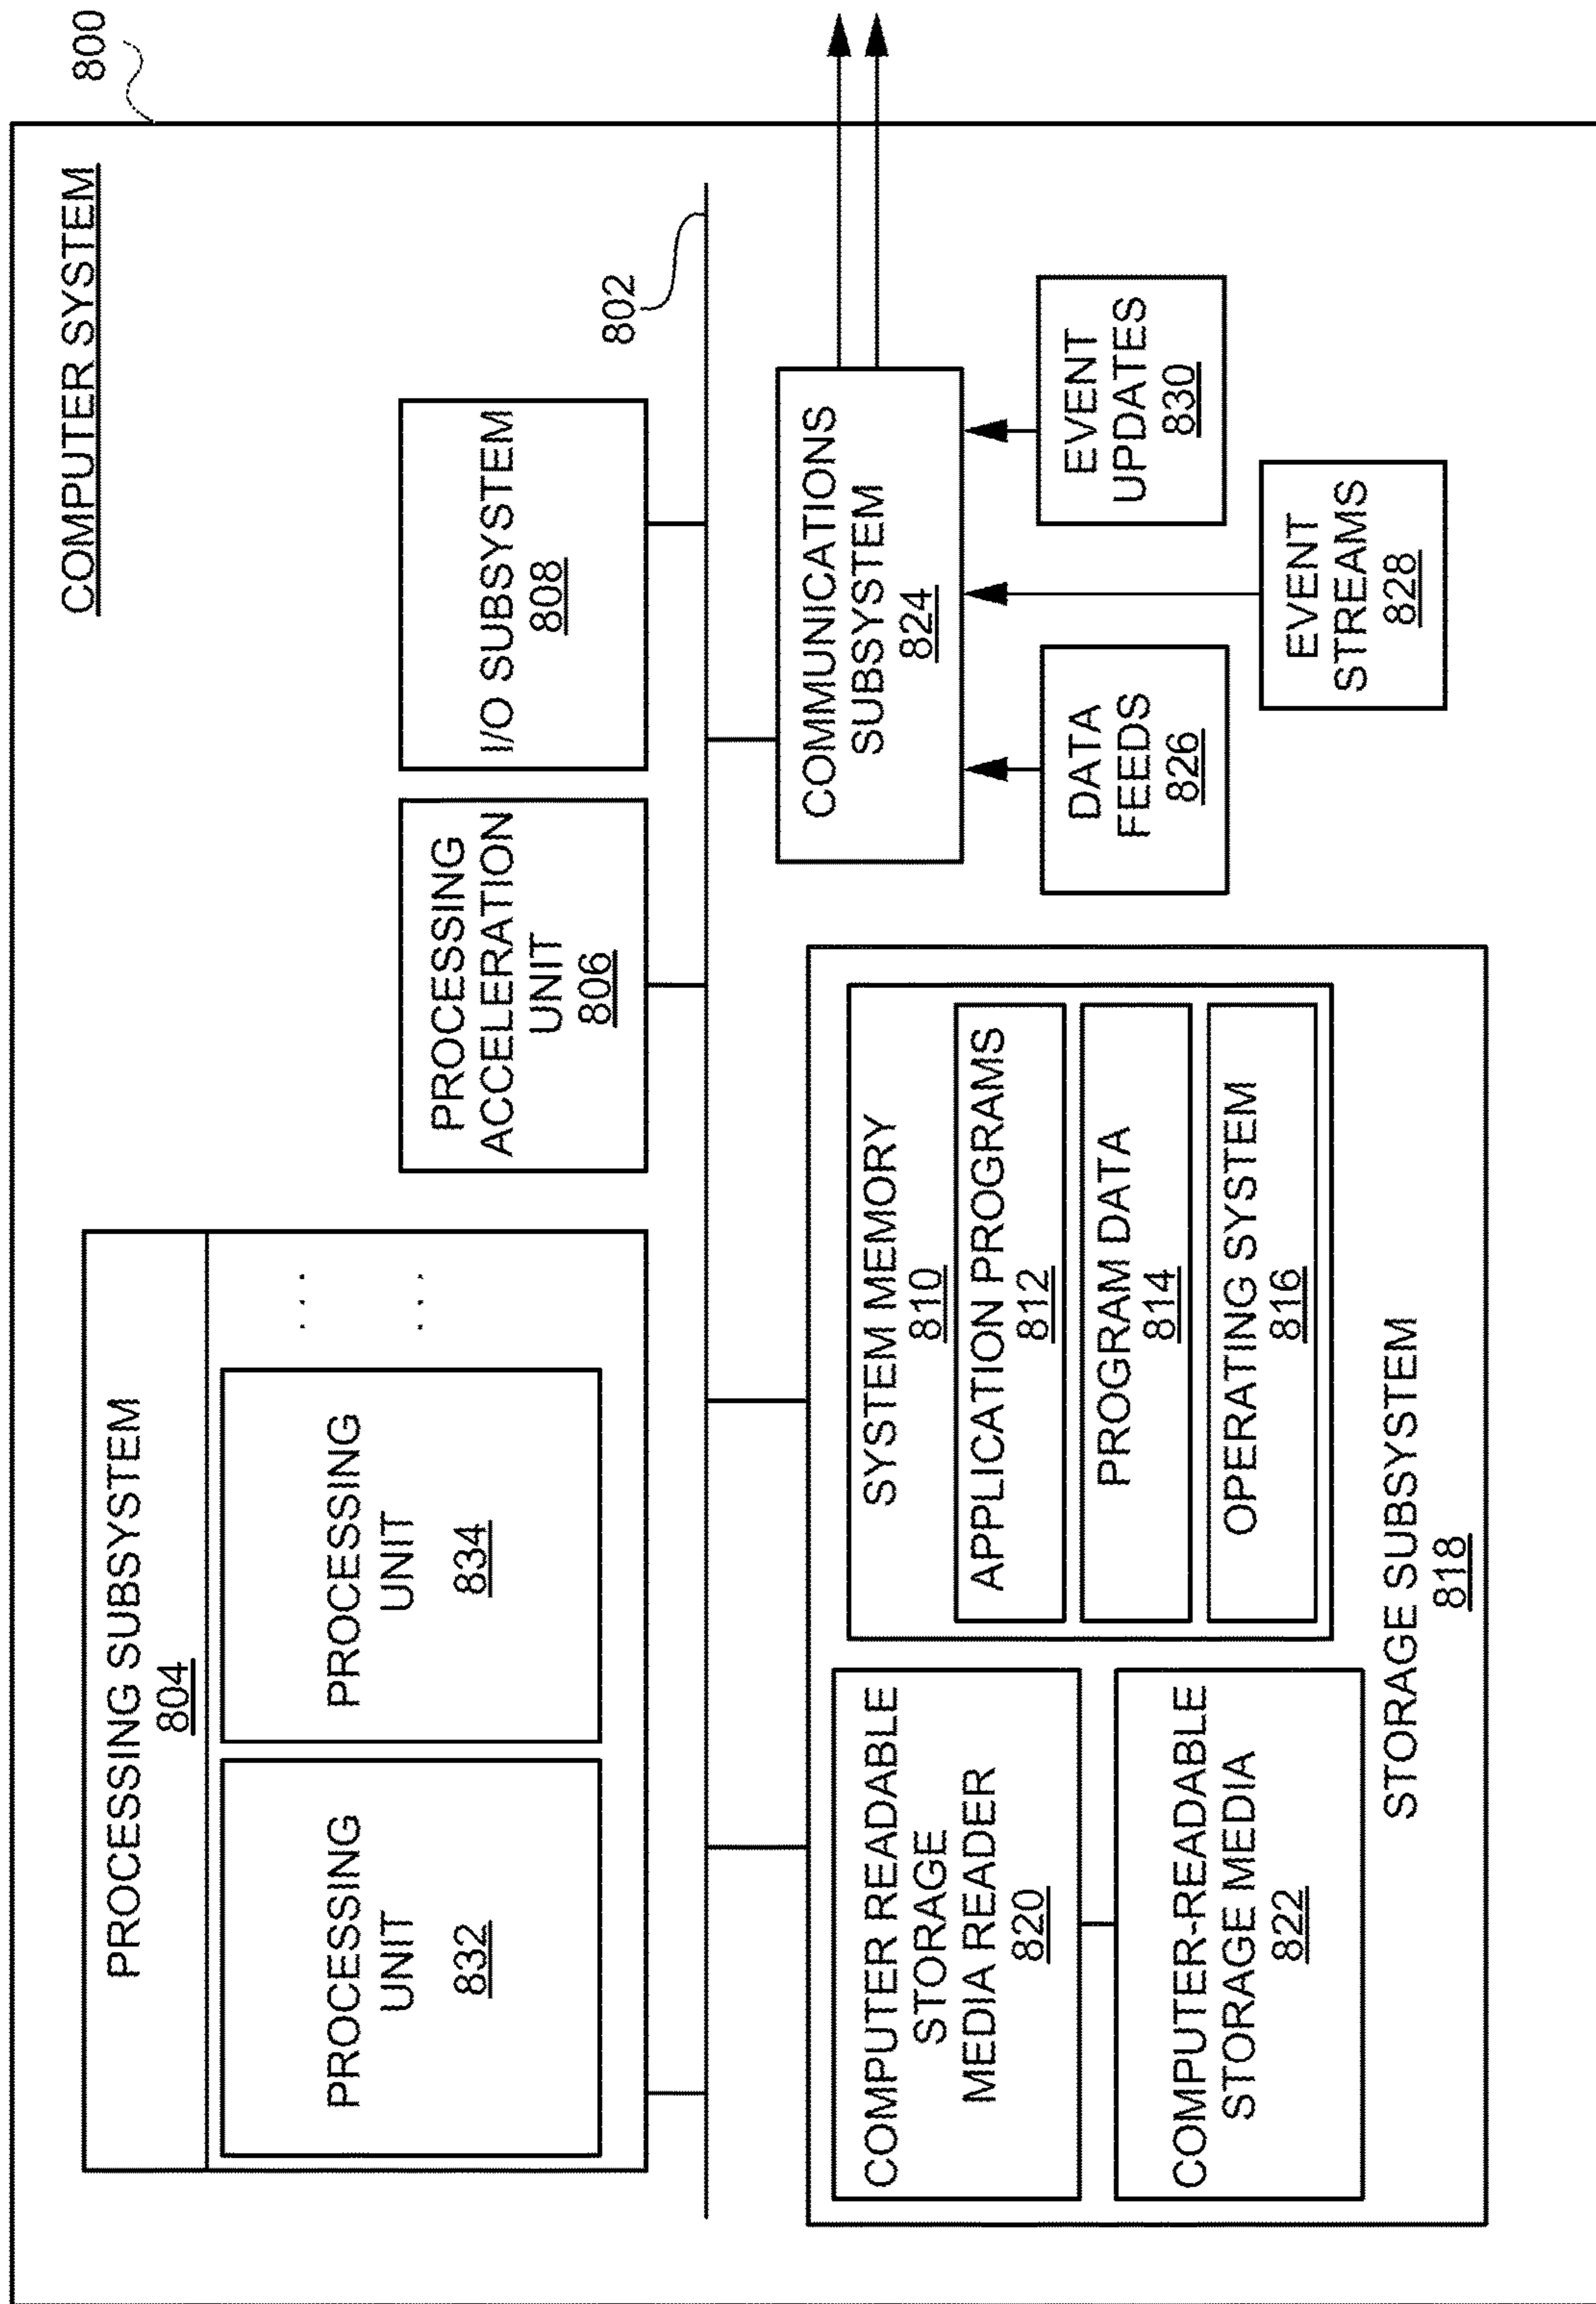 800
COMPUTER SYSTEM
PROCESSING SUBSYSTEM
804
PROCESSING
UNIT
832
PROCESSING
UNIT
834
. . .
. . .
PROCESSING
ACCELERATION
UNIT
806
I/O SUBSYSTEM
808
802
COMPUTER READABLE
STORAGE
MEDIA READER
820
COMPUTER-READABLE
STORAGE MEDIA
822
SYSTEM MEMORY
810
APPLICATION PROGRAMS
812
PROGRAM DATA
814
OPERATING SYSTEM
816
STORAGE SUBSYSTEM
818
COMMUNICATIONS
SUBSYSTEM
824
DATA
FEEDS
826
EVENT
STREAMS
828
EVENT
UPDATES
830